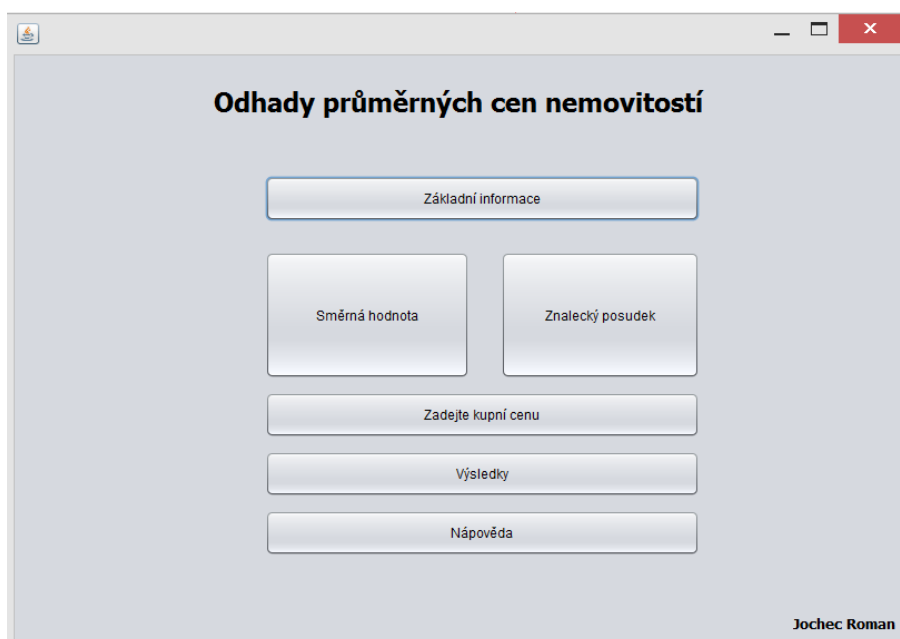 Odhady průměrných cen nemovitostí
Základní informace
Směrná hodnota
Znalecký posudek
Zadejte kupní cenu
Výsledky
Nápověda
Jochec Roman